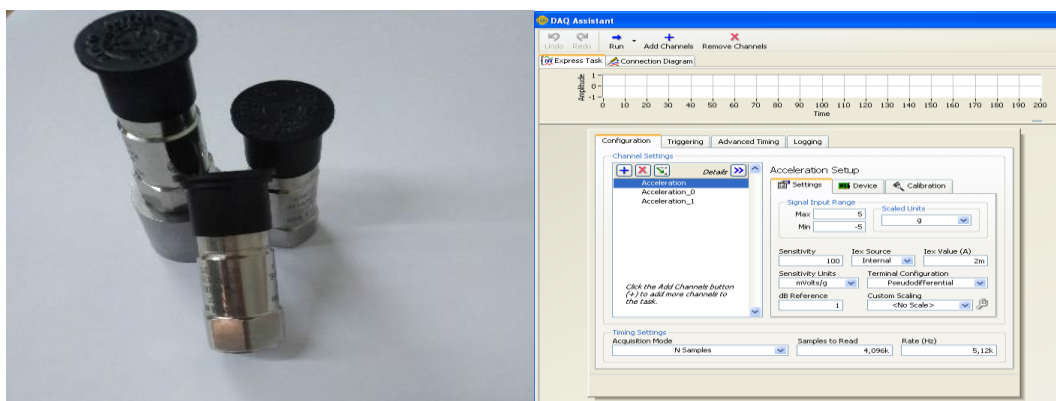 DAQ Assistant
Undo Redo Run Add Channels Remove Channels
Express Task Connection Diagram
Amplitude
1
0
-1
0 10 20 30 40 50 60 70 80 90 100 110 120 130 140 150 160 170 180 190 200
Time
Configuration Triggering Advanced Timing Logging
Channel Settings
Details
Acceleration
Acceleration_0
Acceleration_1
Click the Add Channels button
(+) to add more channels to
the task.
Acceleration Setup
Settings Device Calibration
Signal Input Range
Max 5
Min -5
Scaled Units
g
Sensitivity Iex Source Iex Value (A)
100 Internal 2m
Sensitivity Units Terminal Configuration
mVolts/g Pseudodifferential
dB Reference Custom Scaling
1 <No Scale>
Timing Settings
Acquisition Mode Samples to Read Rate (Hz)
N Samples 4,096k 5,12k